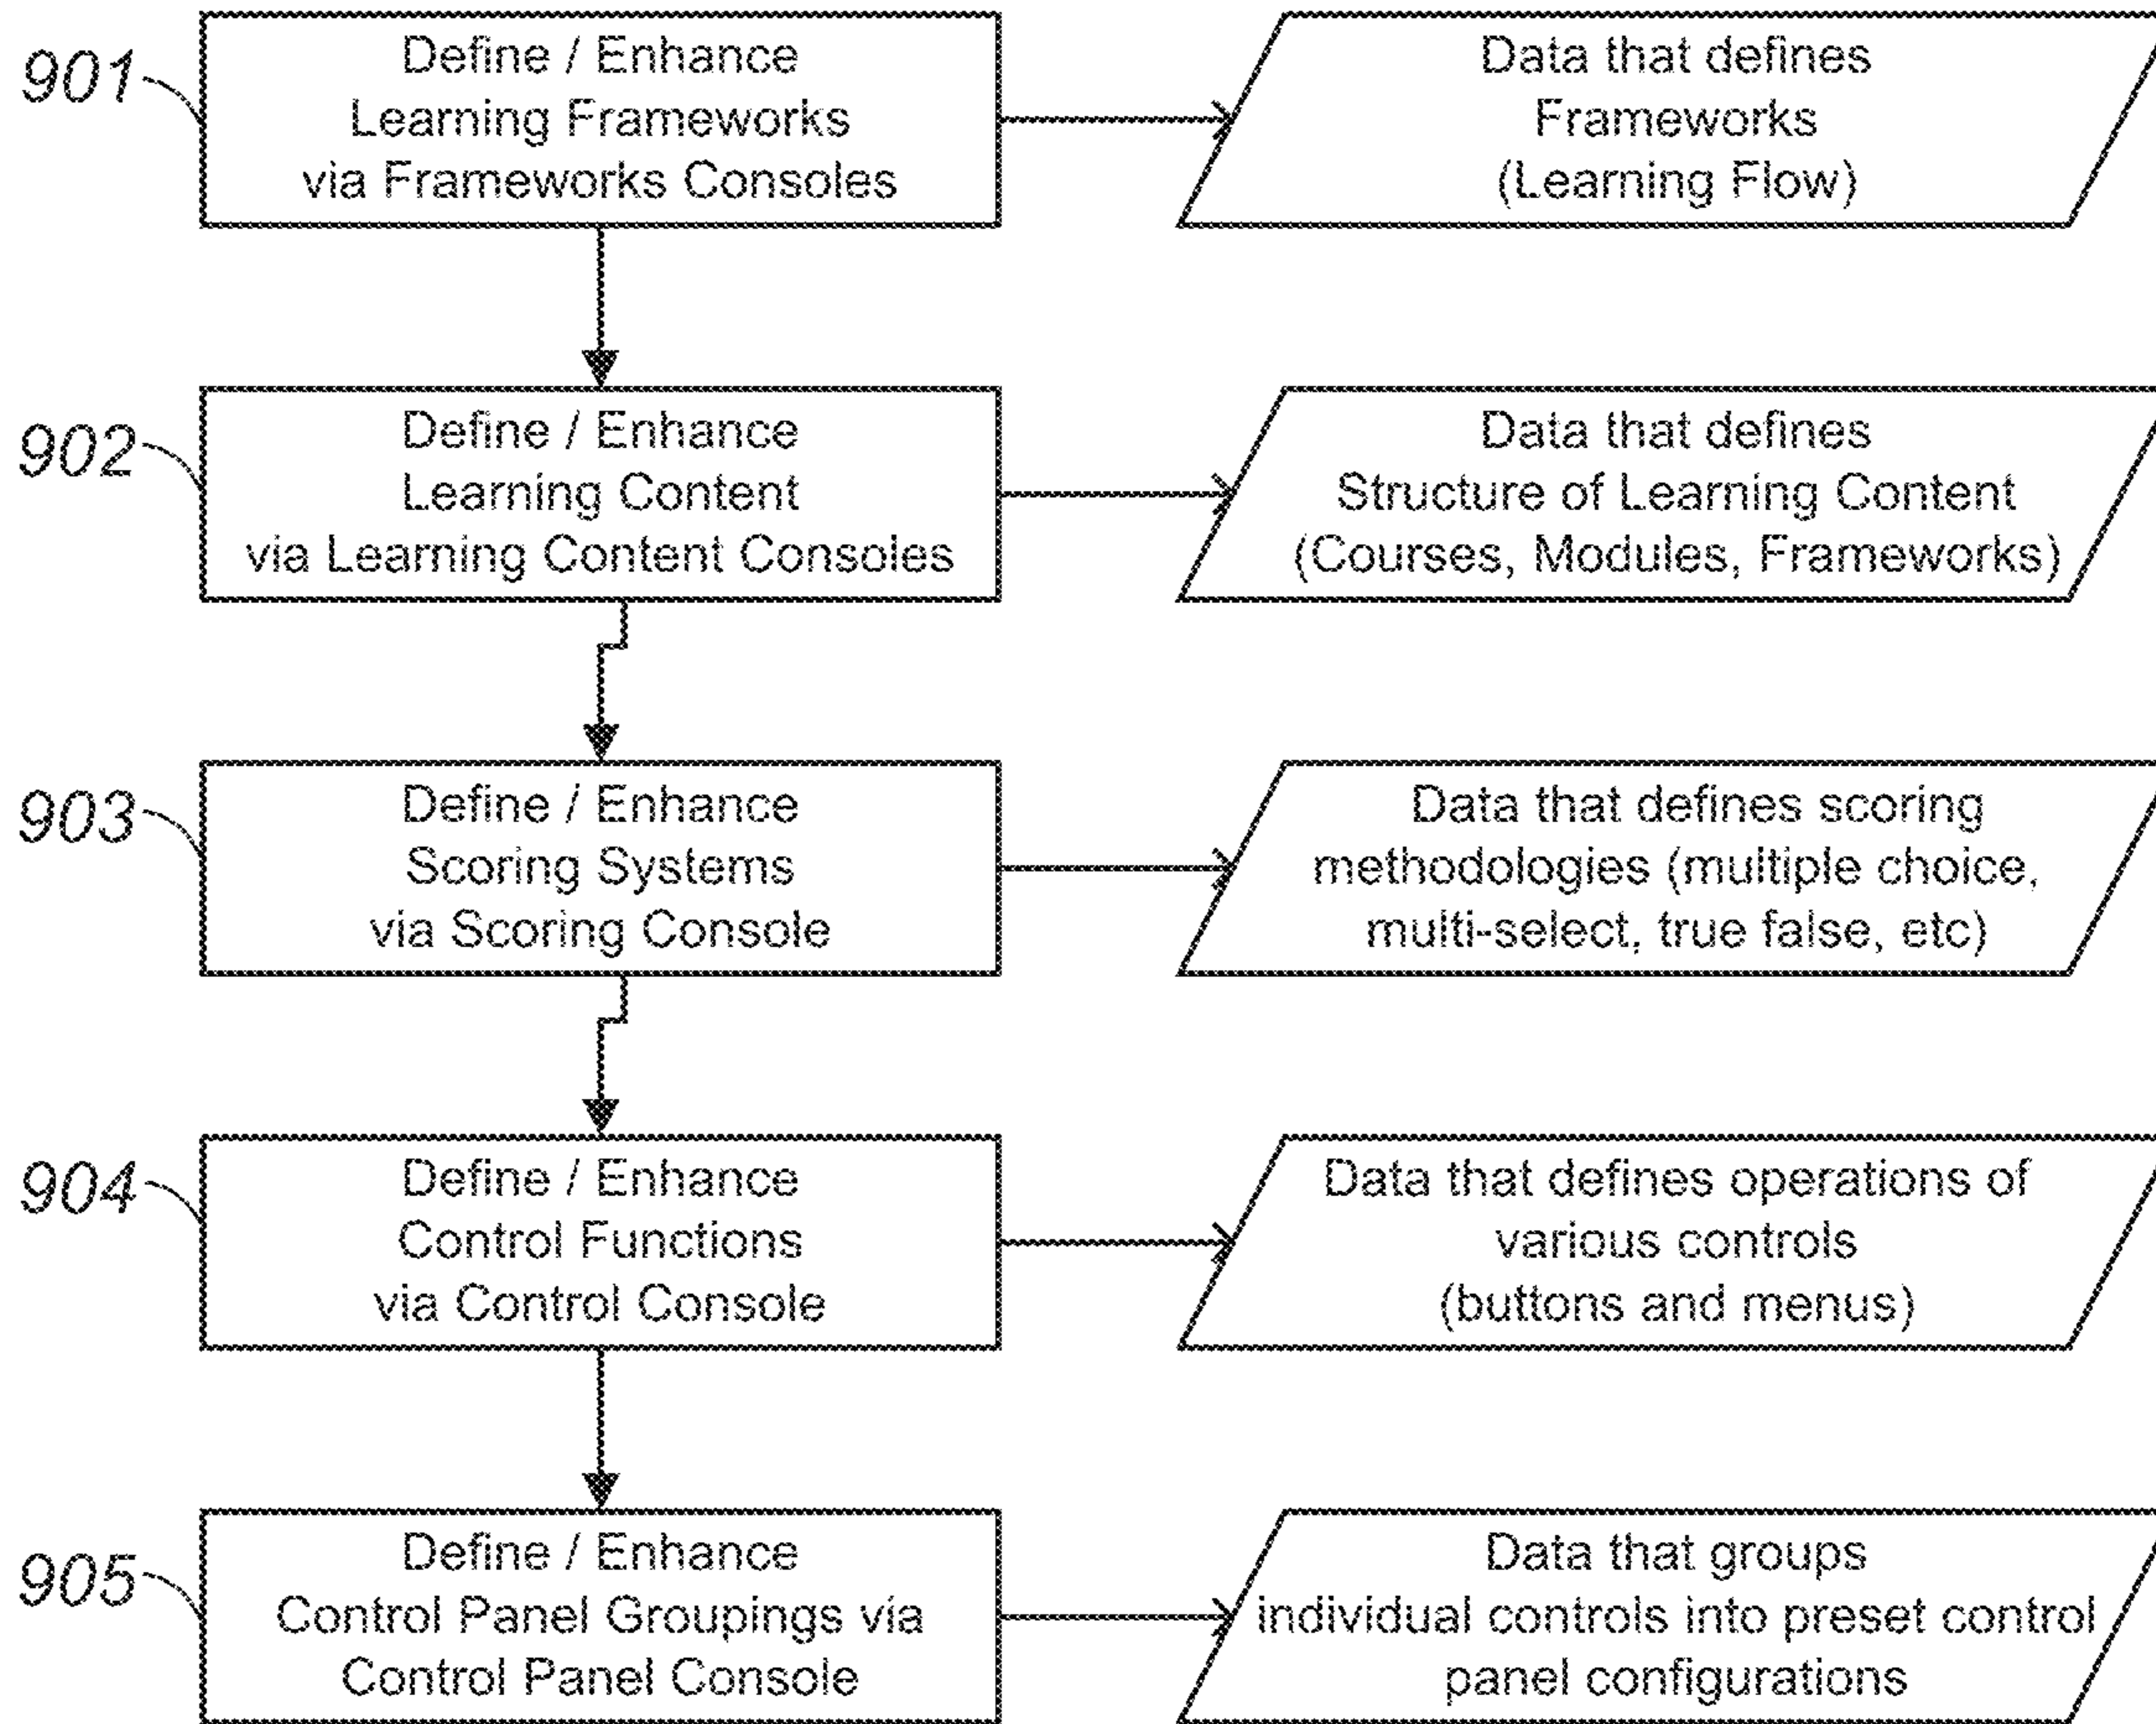 901
Define / Enhance
Learning Frameworks
via Frameworks Consoles
Data that defines
Frameworks
(Learning Flow)
902
Define / Enhance
Learning Content
via Learning Content Consoles
Data that defines
Structure of Learning Content
(Courses, Modules, Frameworks)
903
Define / Enhance
Scoring Systems
via Scoring Console
Data that defines scoring
methodologies (multiple choice,
multi-select, true false, etc)
904
Define / Enhance
Control Functions
via Control Console
Data that defines operations of
various controls
(buttons and menus)
905
Define / Enhance
Control Panel Groupings via
Control Panel Console
Data that groups
individual controls into preset control
panel configurations